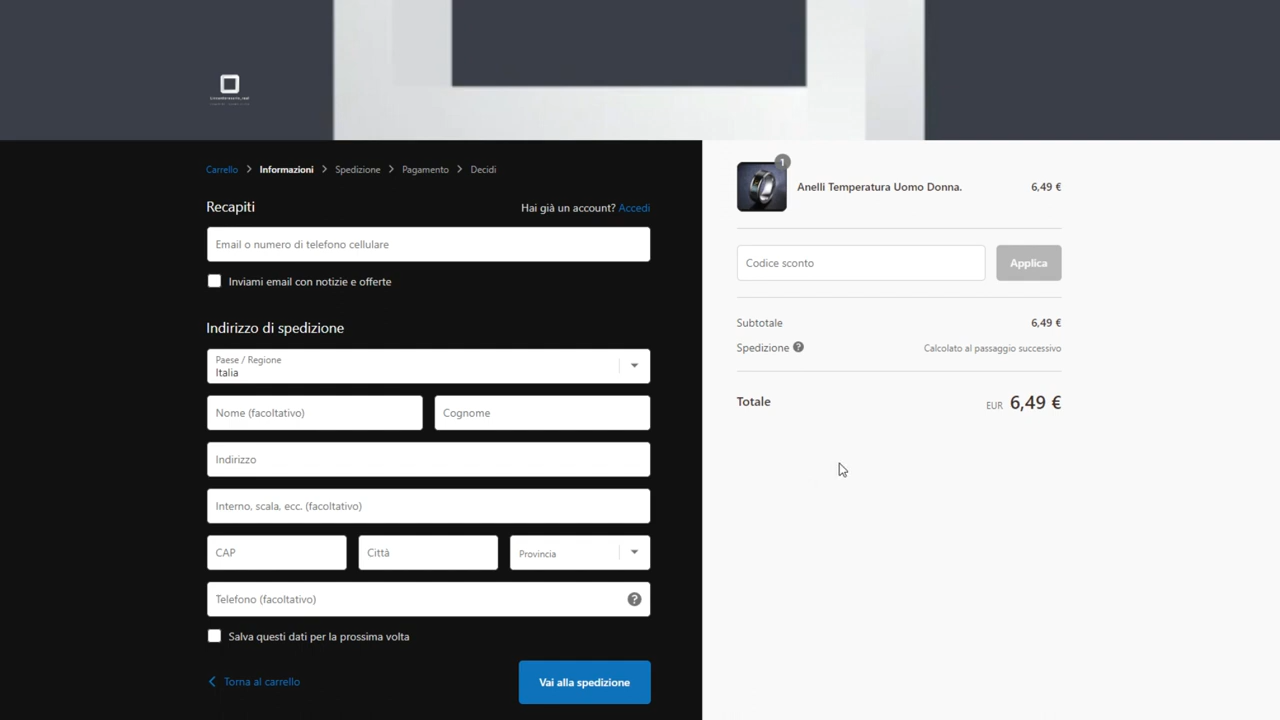 Carrello > Informazioni > Spedizione > Pagamento > Decidi
Recapiti
Hai già un account? Accedi
Email o numero di telefono cellulare
Inviami email con notizie e offerte
Indirizzo di spedizione
Paese / Regione
Italia
Nome (facoltativo)
Cognome
Indirizzo
Interno, scala, ecc. (facoltativo)
CAP
Città
Provincia
Telefono (facoltativo)
?
Salva questi dati per la prossima volta
Torna al carrello
Vai alla spedizione
1
Anelli Temperatura Uomo Donna.
6,49 €
Codice sconto
Applica
Subtotale
6,49 €
Spedizione ?
Calcolato al passaggio successivo
Totale
EUR 6,49 €